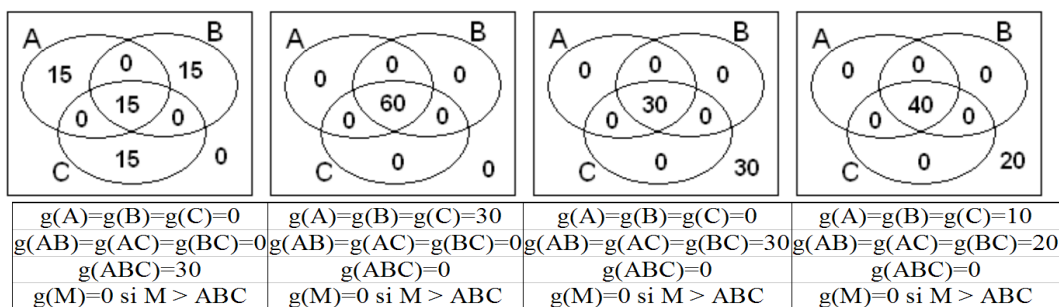 A B
15 0 15
15
0 0
15 0
C
A B
0 0 0
60
0 0
0 0
C
A B
0 0 0
30
0 0
0 30
C
A B
0 0 0
40
0 0
0 20
C
g(A)=g(B)=g(C)=0 g(A)=g(B)=g(C)=30 g(A)=g(B)=g(C)=0 g(A)=g(B)=g(C)=10
g(AB)=g(AC)=g(BC)=0 g(AB)=g(AC)=g(BC)=0 g(AB)=g(AC)=g(BC)=30 g(AB)=g(AC)=g(BC)=20
g(ABC)=30 g(ABC)=0 g(ABC)=0 g(ABC)=0
g(M)=0 si M > ABC g(M)=0 si M > ABC g(M)=0 si M > ABC g(M)=0 si M > ABC